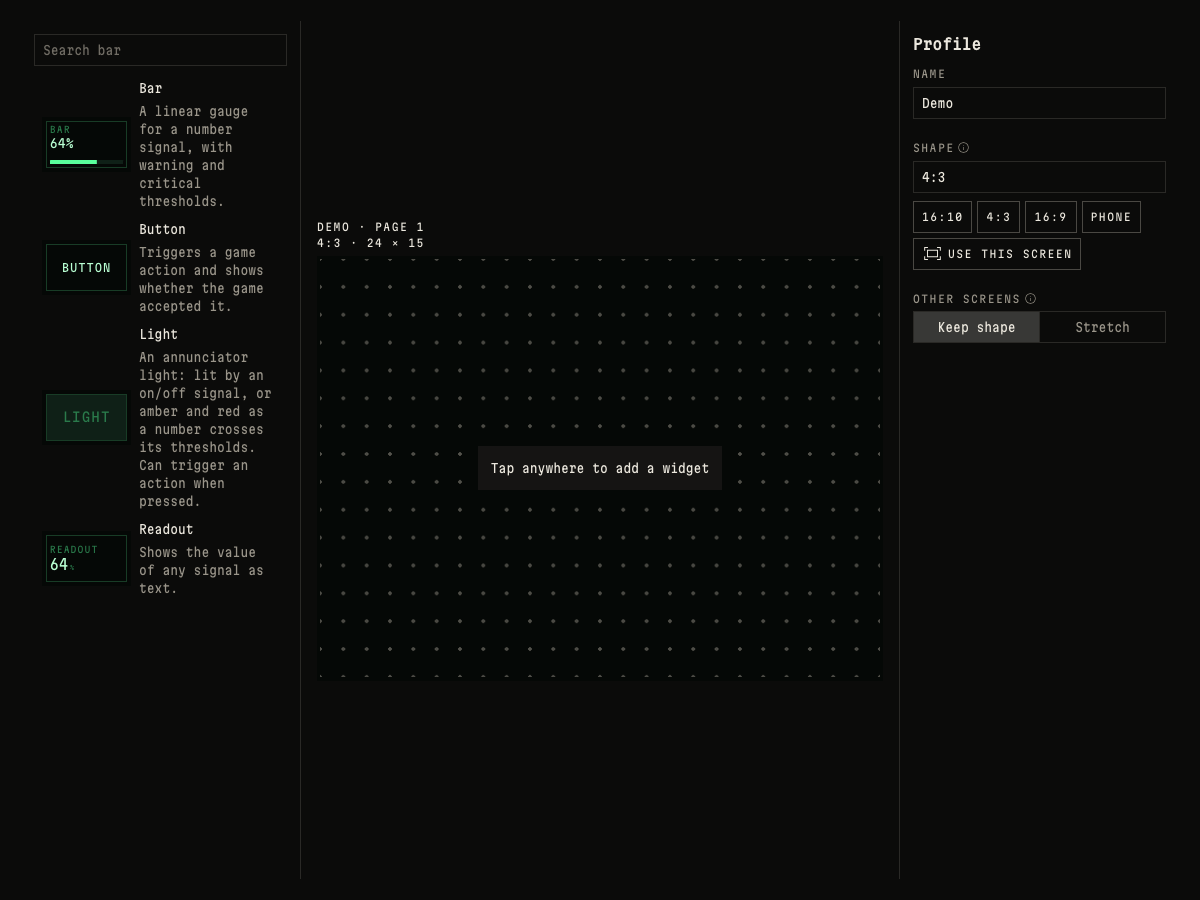 Search bar
BAR
64%
Bar
A linear gauge
for a number
signal, with
warning and
critical
thresholds.
BUTTON
Button
Triggers a game
action and shows
whether the game
accepted it.
LIGHT
Light
An annunciator
light: lit by an
on/off signal, or
amber and red as
a number crosses
its thresholds.
Can trigger an
action when
pressed.
READOUT
64%
Readout
Shows the value
of any signal as
text.
DEMO · PAGE 1
4:3 · 24 × 15
Tap anywhere to add a widget
Profile
NAME
Demo
SHAPE
4:3
16:10 4:3 16:9 PHONE
USE THIS SCREEN
OTHER SCREENS
Keep shape Stretch